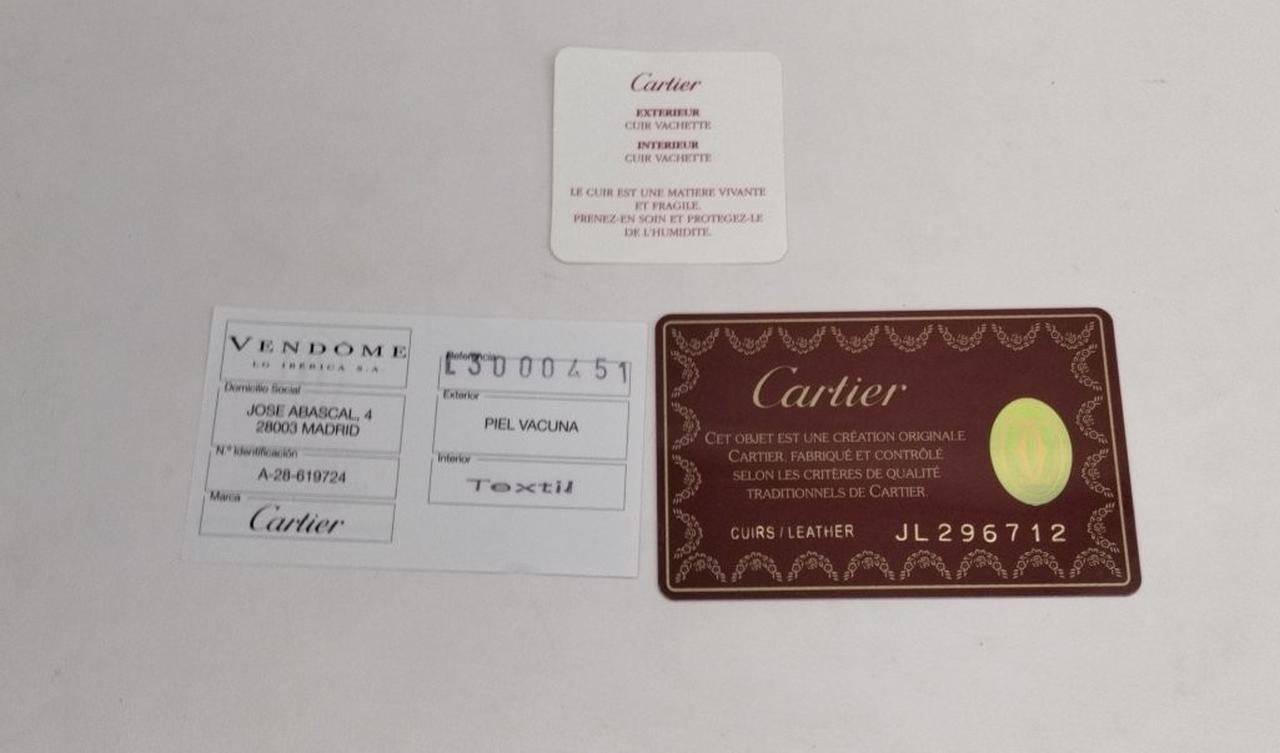 Cartier
EXTERIEUR
CUIR VACHETTE
INTERIEUR
CUIR VACHETTE
LE CUIR EST UNE MATIERE VIVANTE
ET FRAGILE.
PRENEZ-EN SOIN ET PROTEGEZ-LE
DE L'HUMIDITE.
VENDÔME
LG IBERICA S.A.
Domicilio Social
JOSE ABASCAL, 4
28003 MADRID
N.º Identificación
A-28-619724
Marca
Cartier
Referencia
L3000451
Exterior
PIEL VACUNA
Interior
Textil
Cartier
CET OBJET EST UNE CRÉATION ORIGINALE
CARTIER, FABRIQUÉ ET CONTRÔLÉ
SELON LES CRITÈRES DE QUALITÉ
TRADITIONNELS DE CARTIER.
CUIRS / LEATHER JL296712